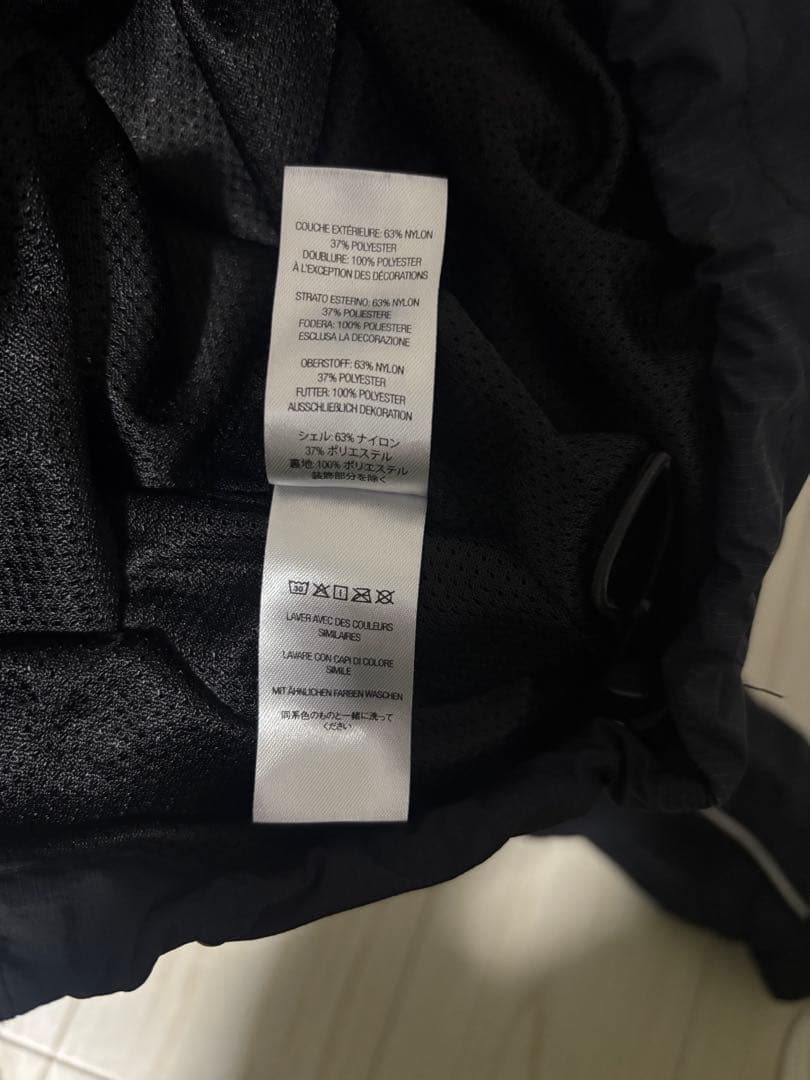 COUCHE EXTÉRIEURE: 63% NYLON
37% POLYESTER
DOUBLURE: 100% POLYESTER
À L'EXCEPTION DES DÉCORATIONS
STRATO ESTERNO: 63% NYLON
37% POLIESTERE
FODERA: 100% POLIESTERE
ESCLUSA LA DECORAZIONE
OBERSTOFF: 63% NYLON
37% POLYESTER
FUTTER: 100% POLYESTER
AUSSCHLIEßLICH DEKORATION
シェル: 63% ナイロン
37% ポリエステル
裏地: 100% ポリエステル
装飾部分を除く
30
LAVER AVEC DES COULEURS
SIMILAIRES
LAVARE CON CAPI DI COLORE
SIMILE
MIT ÄHNLICHEN FARBEN WASCHEN
同系色のものと一緒に洗って
ください